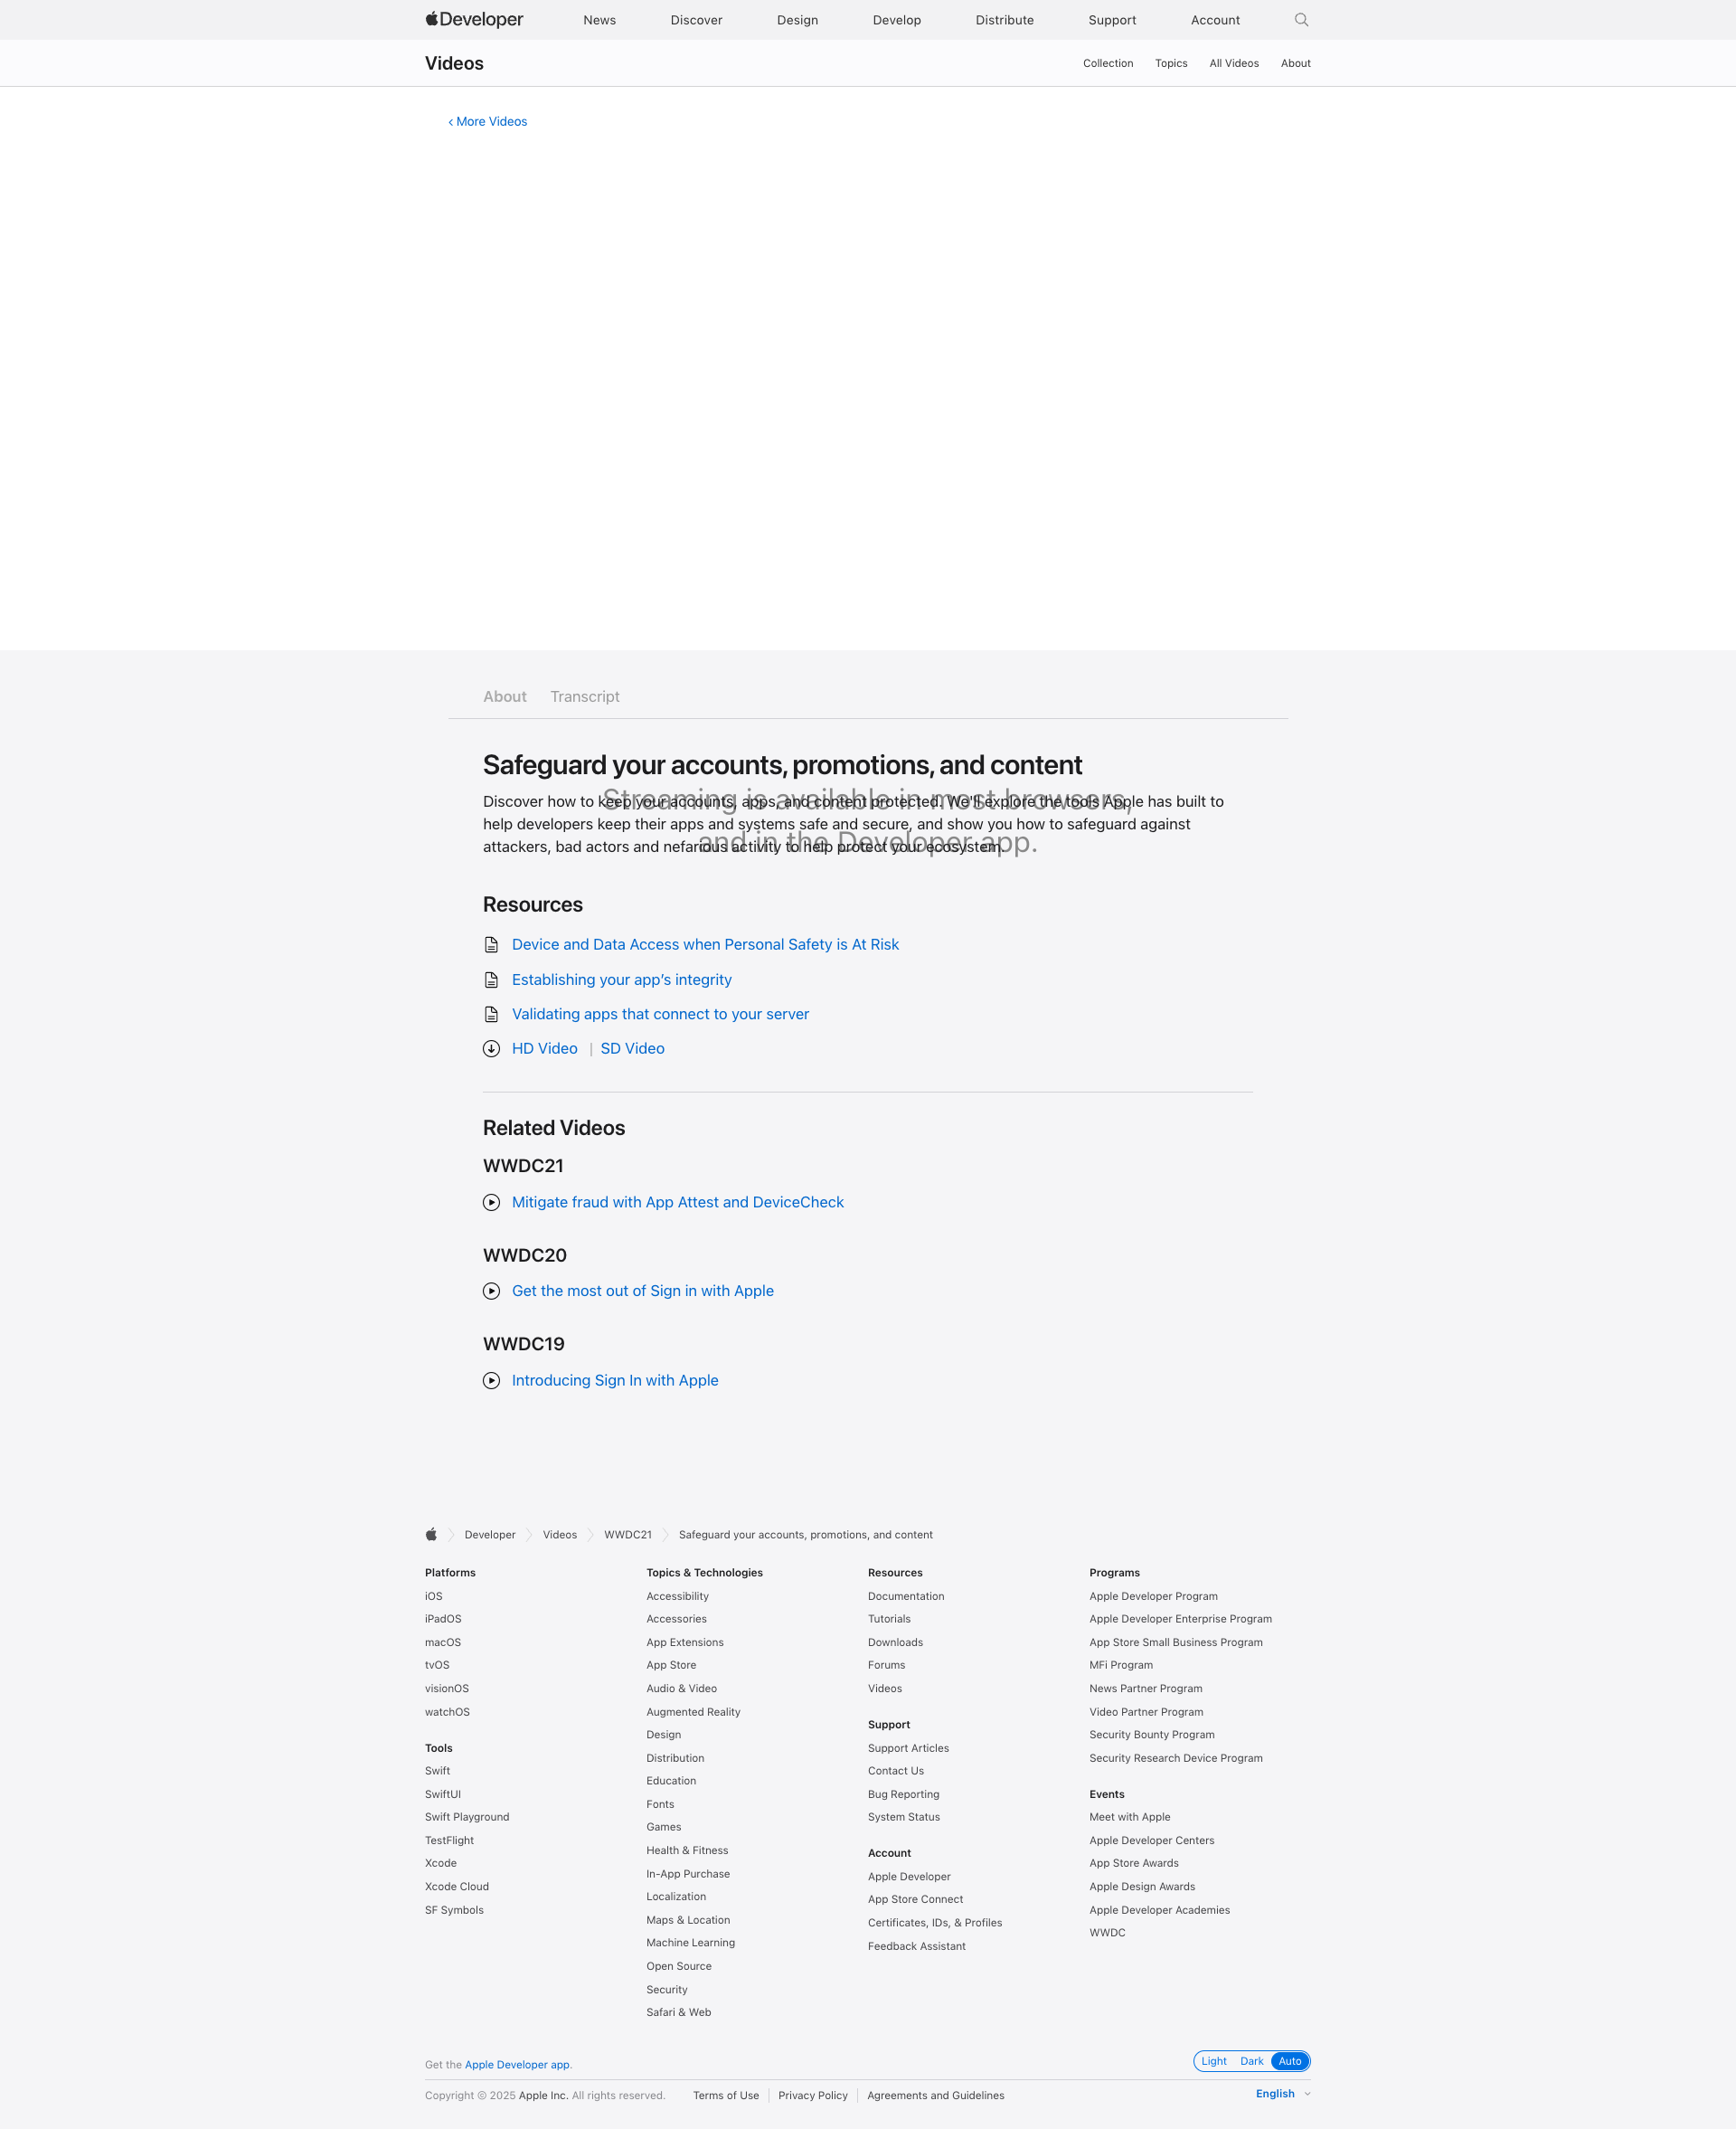 Developer
News
Discover
Design
Develop
Distribute
Support
Account
Videos
Collection
Topics
All Videos
About
More Videos
About
Transcript
Safeguard your accounts, promotions, and content
Streaming is available in most browsers,
and in the Developer app.
Discover how to keep your accounts, apps, and content protected. We'll explore the tools Apple has built to
help developers keep their apps and systems safe and secure, and show you how to safeguard against
attackers, bad actors and nefarious activity to help protect your ecosystem.
Resources
Device and Data Access when Personal Safety is At Risk
Establishing your app’s integrity
Validating apps that connect to your server
HD Video | SD Video
Related Videos
WWDC21
Mitigate fraud with App Attest and DeviceCheck
WWDC20
Get the most out of Sign in with Apple
WWDC19
Introducing Sign In with Apple
Developer
Videos
WWDC21
Safeguard your accounts, promotions, and content
Platforms
iOS
iPadOS
macOS
tvOS
visionOS
watchOS
Tools
Swift
SwiftUI
Swift Playground
TestFlight
Xcode
Xcode Cloud
SF Symbols
Topics & Technologies
Accessibility
Accessories
App Extensions
App Store
Audio & Video
Augmented Reality
Design
Distribution
Education
Fonts
Games
Health & Fitness
In-App Purchase
Localization
Maps & Location
Machine Learning
Open Source
Security
Safari & Web
Resources
Documentation
Tutorials
Downloads
Forums
Videos
Support
Support Articles
Contact Us
Bug Reporting
System Status
Account
Apple Developer
App Store Connect
Certificates, IDs, & Profiles
Feedback Assistant
Programs
Apple Developer Program
Apple Developer Enterprise Program
App Store Small Business Program
MFi Program
News Partner Program
Video Partner Program
Security Bounty Program
Security Research Device Program
Events
Meet with Apple
Apple Developer Centers
App Store Awards
Apple Design Awards
Apple Developer Academies
WWDC
Get the Apple Developer app.
Light
Dark
Auto
Copyright © 2025 Apple Inc. All rights reserved.
Terms of Use
Privacy Policy
Agreements and Guidelines
English